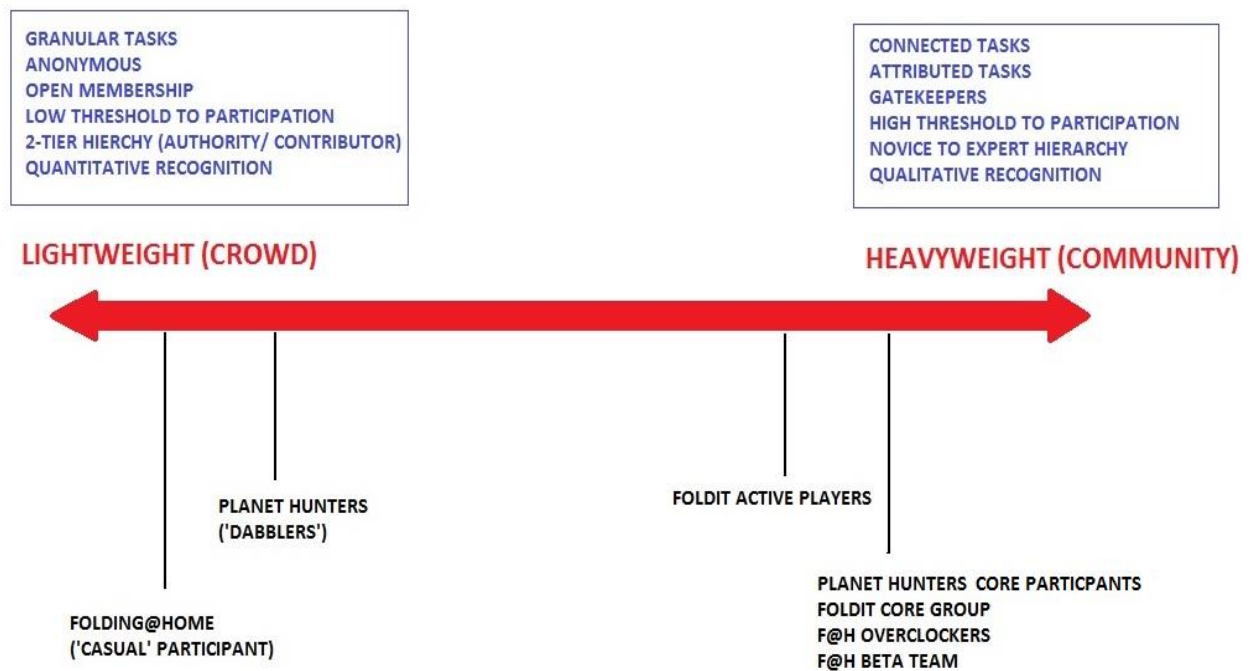 GRANULAR TASKS
ANONYMOUS
OPEN MEMBERSHIP
LOW THRESHOLD TO PARTICIPATION
2-TIER HIERCHY (AUTHORITY/ CONTRIBUTOR)
QUANTITATIVE RECOGNITION
CONNECTED TASKS
ATTRIBUTED TASKS
GATEKEEPERS
HIGH THRESHOLD TO PARTICIPATION
NOVICE TO EXPERT HIERARCHY
QUALITATIVE RECOGNITION
LIGHTWEIGHT (CROWD)
HEAVYWEIGHT (COMMUNITY)
PLANET HUNTERS
('DABBLERS')
FOLDIT ACTIVE PLAYERS
FOLDING@HOME
('CASUAL' PARTICIPANT)
PLANET HUNTERS CORE PARTICPANTS
FOLDIT CORE GROUP
F@H OVERCLOCKERS
F@H BETA TEAM